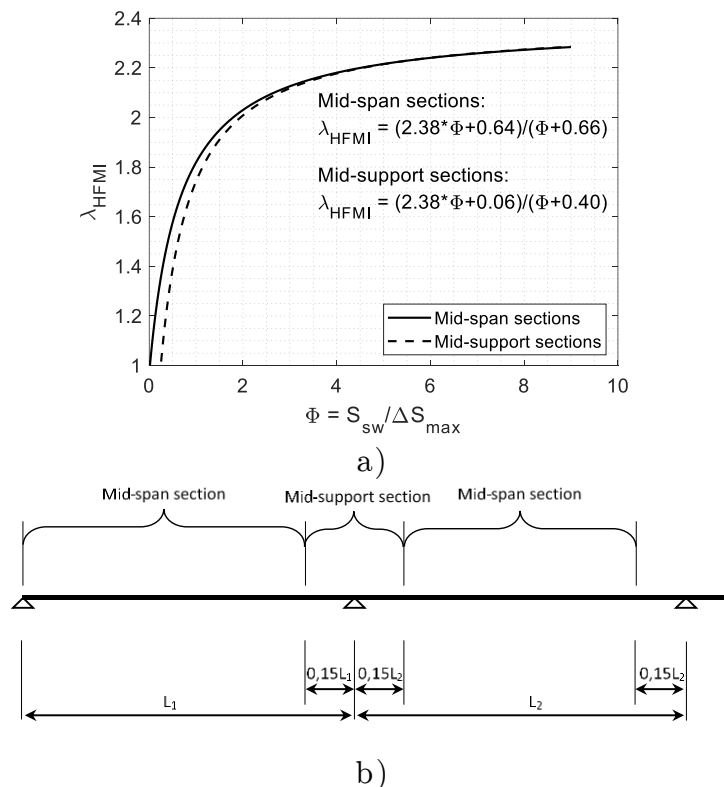 2.4
2.2
2
1.8
1.6
1.4
1.2
1
λHFMI
Mid-span sections:
λHFMI = (2.38*Φ+0.64)/(Φ+0.66)
Mid-support sections:
λHFMI = (2.38*Φ+0.06)/(Φ+0.40)
Mid-span sections
Mid-support sections
0 2 4 6 8 10
Φ = Ssw/ΔSmax
a)
Mid-span section Mid-support section Mid-span section
0,15L1 0,15L2 0,15L2
L1 L2
b)